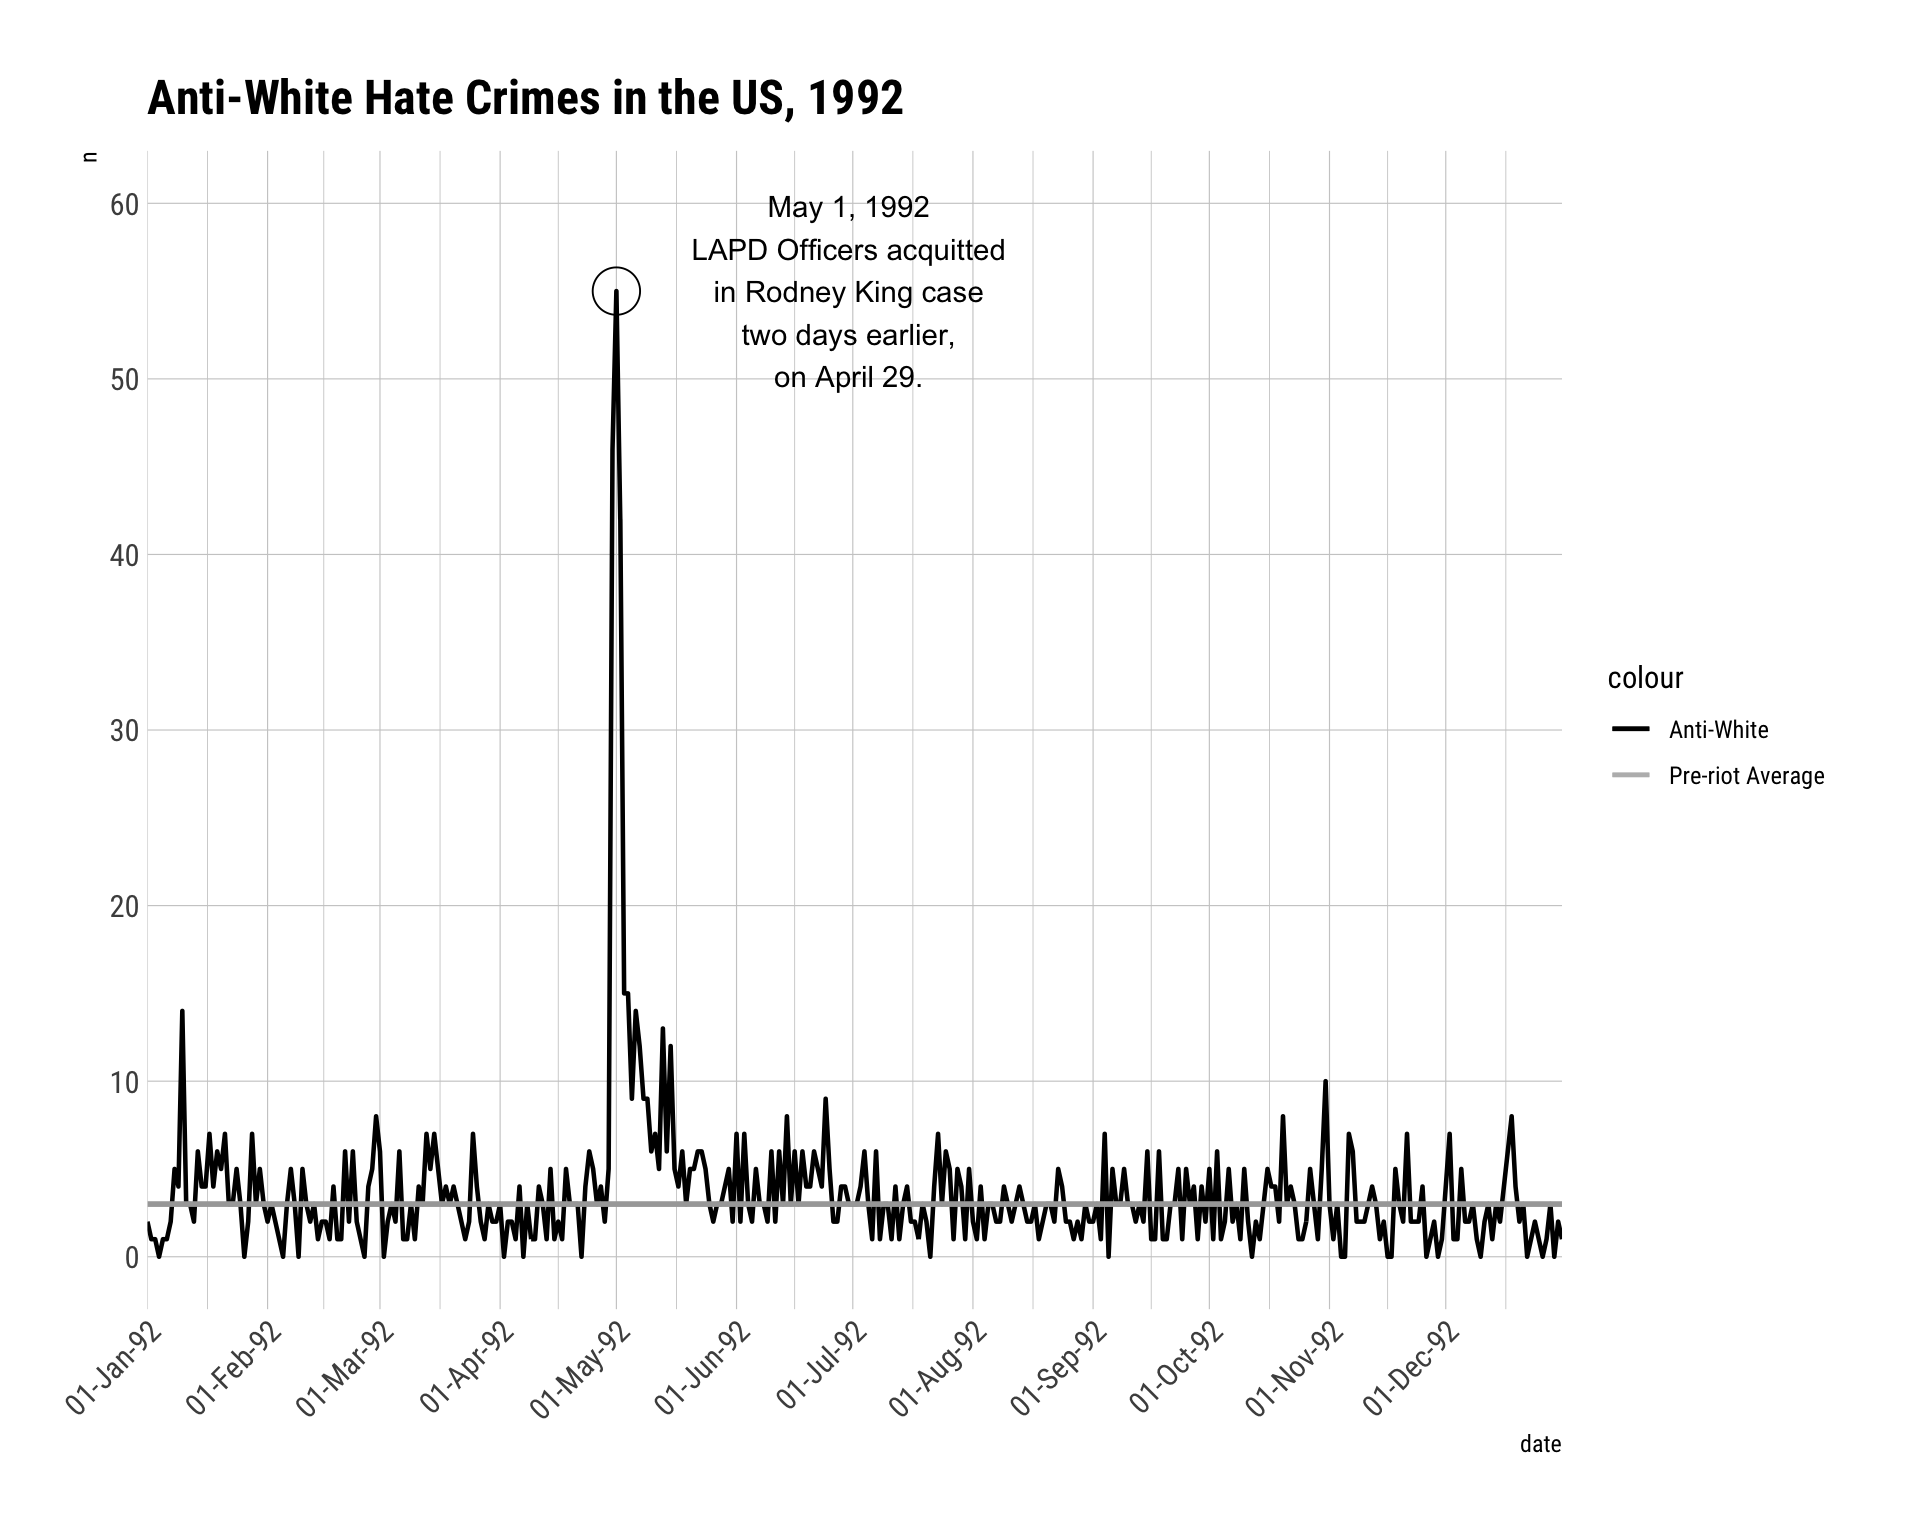 Anti-White Hate Crimes in the US, 1992
n
60
50
40
30
20
10
0
May 1, 1992
LAPD Officers acquitted
in Rodney King case
two days earlier,
on April 29.
colour
Anti-White
Pre-riot Average
01-Jan-92
01-Feb-92
01-Mar-92
01-Apr-92
01-May-92
01-Jun-92
01-Jul-92
01-Aug-92
01-Sep-92
01-Oct-92
01-Nov-92
01-Dec-92
date